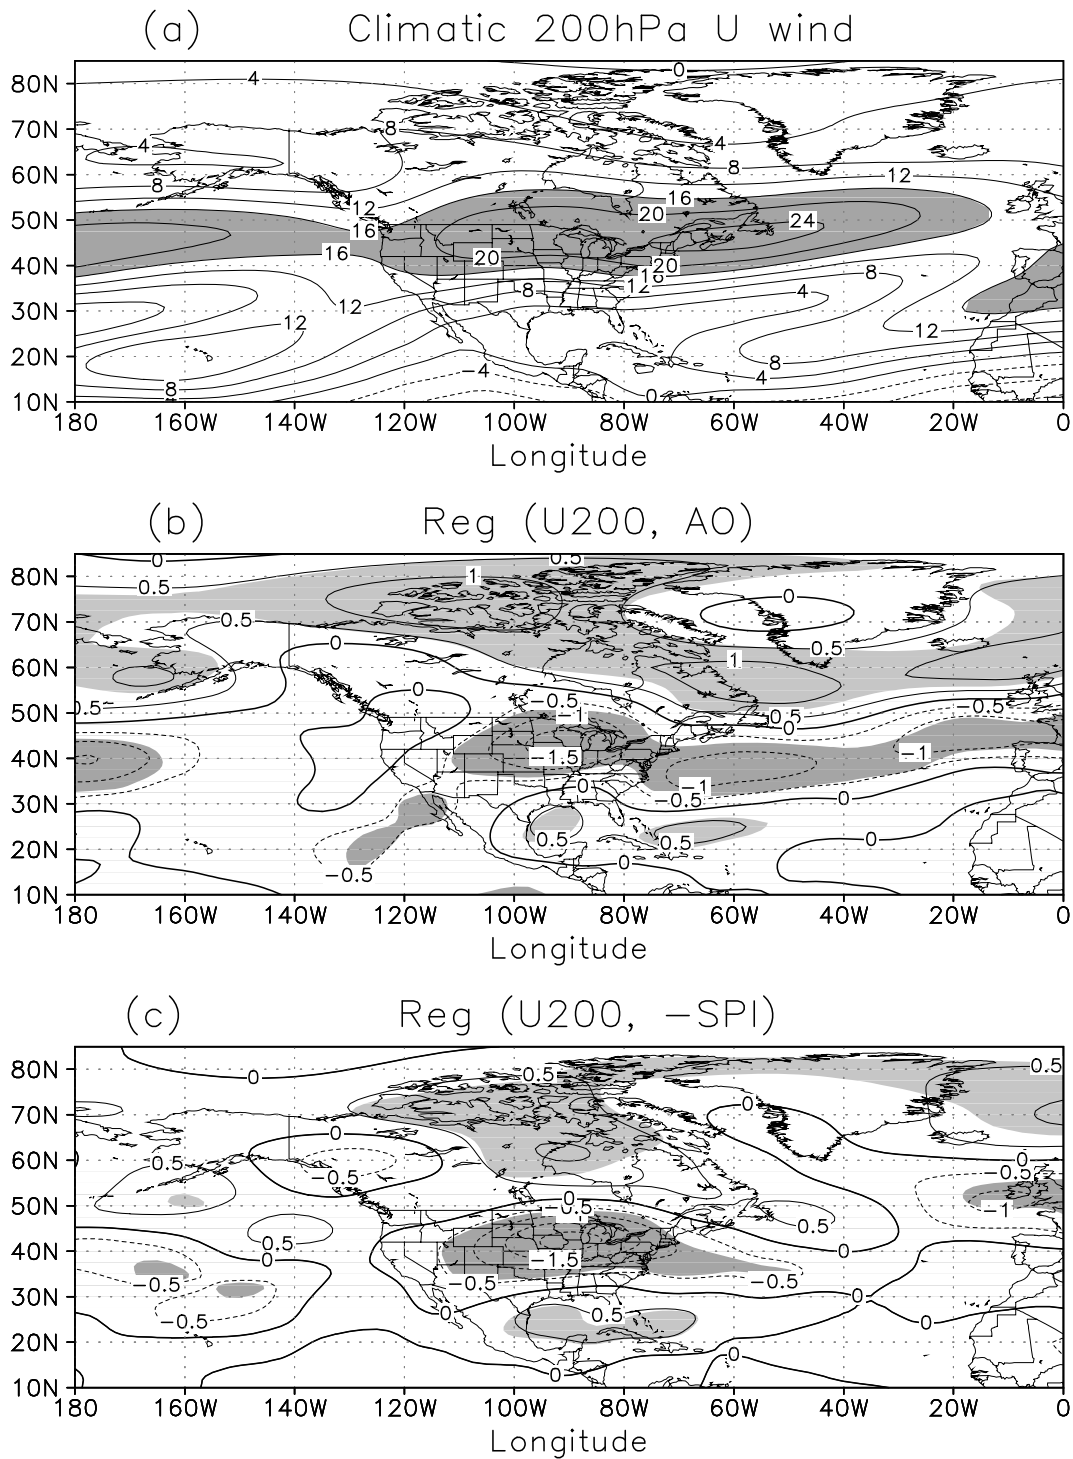 (a) Climatic 200hPa U wind
0
80N 4
70N 8
4 4
60N 8 8 12
12 16
50N 16 20 24
16 20 20
40N 16 8
12 8 12 4
30N 12 12
20N 8
−4 4
8 0
10N
180 160W 140W 120W 100W 80W 60W 40W 20W 0
Longitude
(b) Reg (U200, AO)
0 0.5
80N 0.5 1
0
70N 0.5
0 0.5
60N 1
0 −0.5 −0.5
50N 0.5 −1 0.5
0
40N −1.5 −1
0 −1
30N −0.5 0
0.5 0.5 0
20N 0
−0.5
10N
180 160W 140W 120W 100W 80W 60W 40W 20W 0
Longitude
(c) Reg (U200, −SPI)
0 0.5 0.5
80N
0
70N
0
60N 0.5 0
−0.5 −0.5
50N 0 −0.5 −1
0.5
0.5 0
40N 0 −1.5
−0.5 −0.5 −0.5
30N 0
−0.5 0 0.5 0
20N
0
0
10N
180 160W 140W 120W 100W 80W 60W 40W 20W 0
Longitude